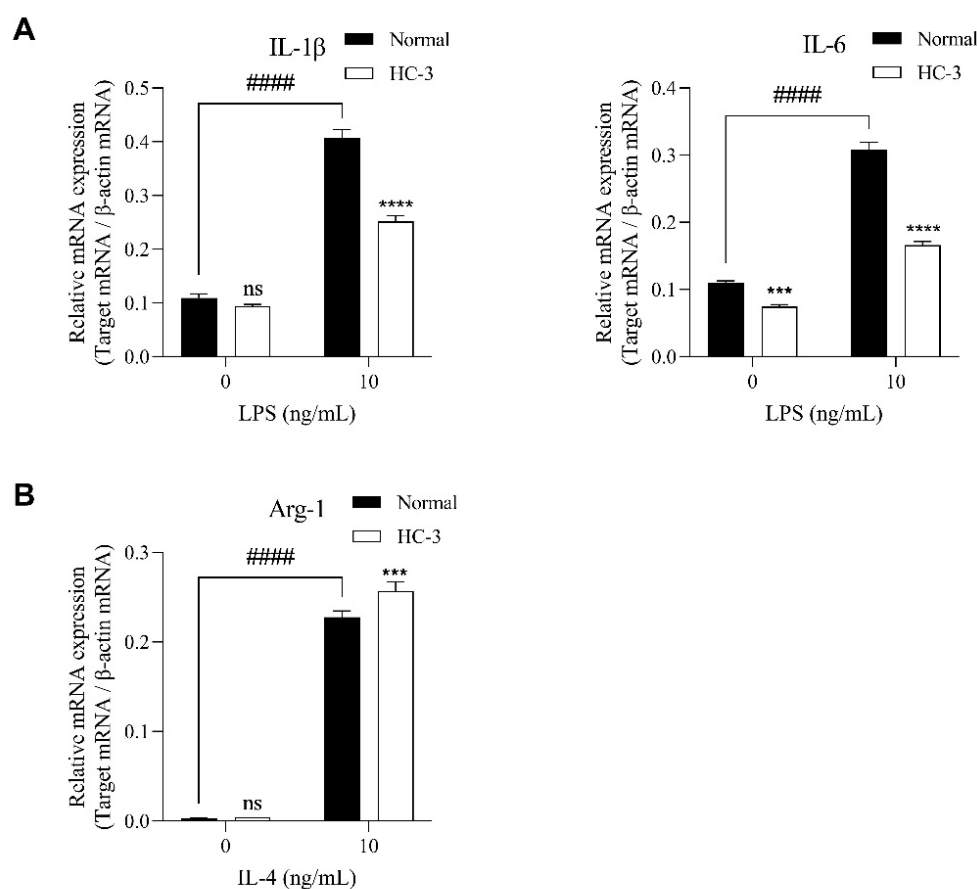 A
IL-1β
Normal
HC-3
####
Relative mRNA expression
(Target mRNA / β-actin mRNA)
0.5
0.4
0.3
0.2
0.1
0.0
ns
****
0
10
LPS (ng/mL)
IL-6
Normal
HC-3
####
Relative mRNA expression
(Target mRNA / β-actin mRNA)
0.4
0.3
0.2
0.1
0.0
***
****
0
10
LPS (ng/mL)
B
Arg-1
Normal
HC-3
####
Relative mRNA expression
(Target mRNA / β-actin mRNA)
0.3
0.2
0.1
0.0
ns
***
0
10
IL-4 (ng/mL)